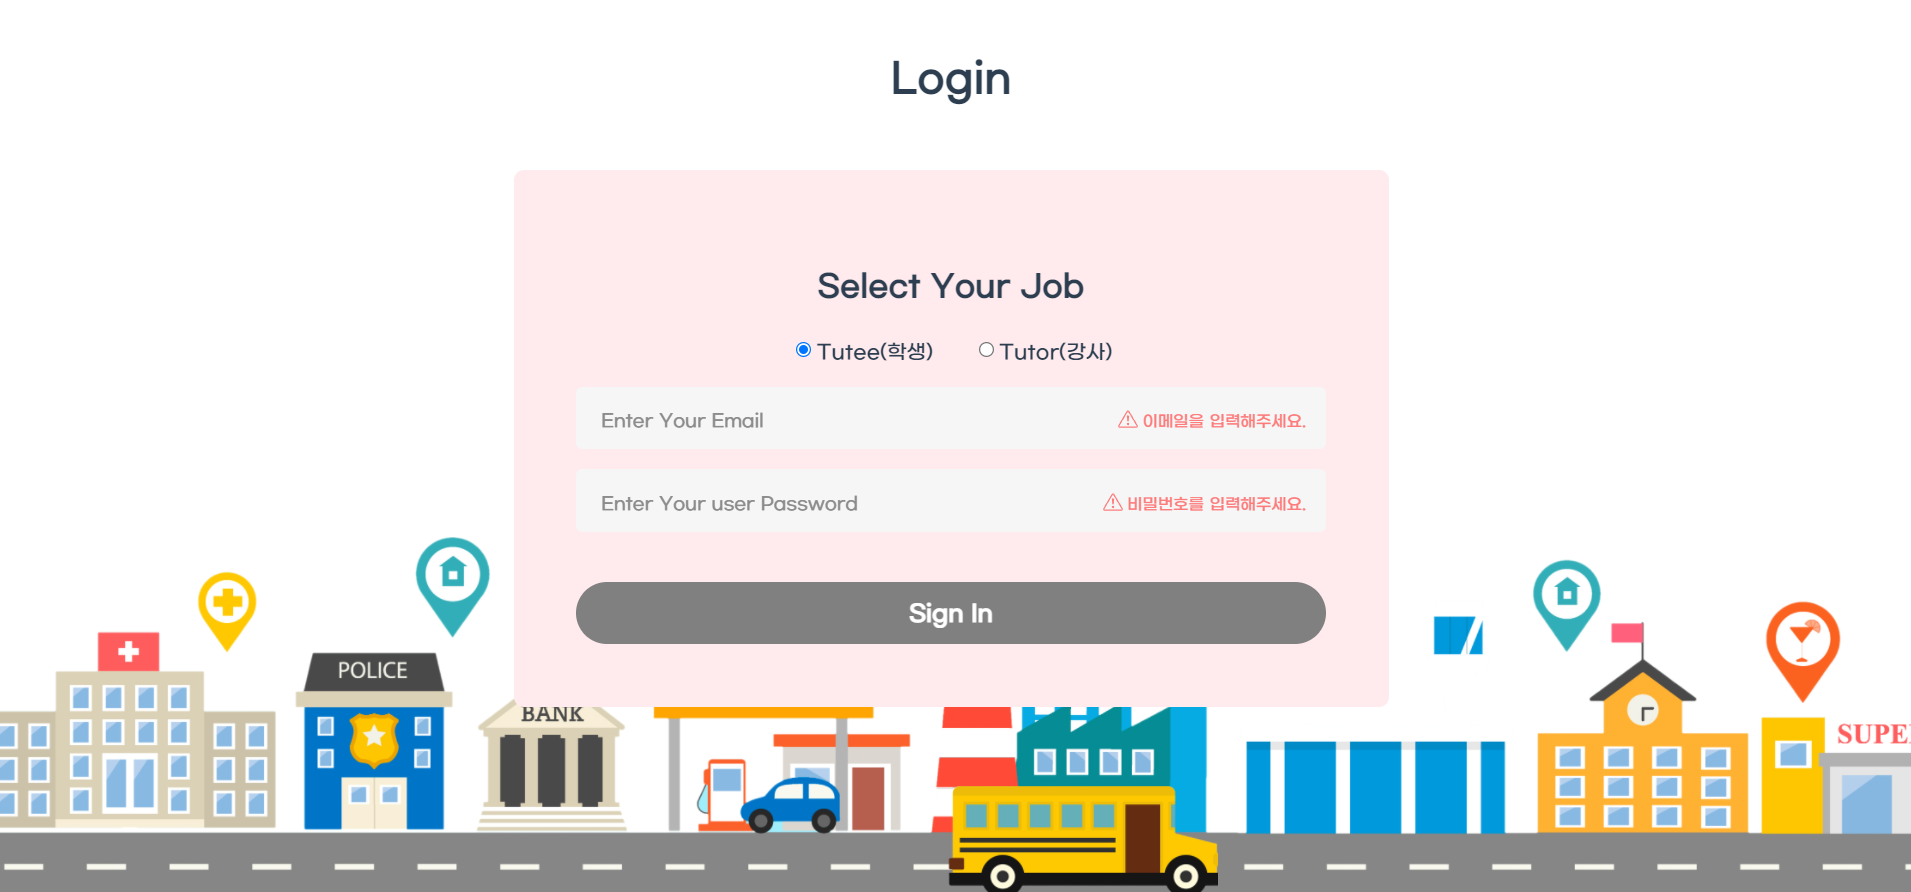 Login
Select Your Job
Tutee(학생) Tutor(강사)
Enter Your Email 이메일을 입력해주세요.
Enter Your user Password 비밀번호를 입력해주세요.
Sign In
POLICE
BANK
SUPE